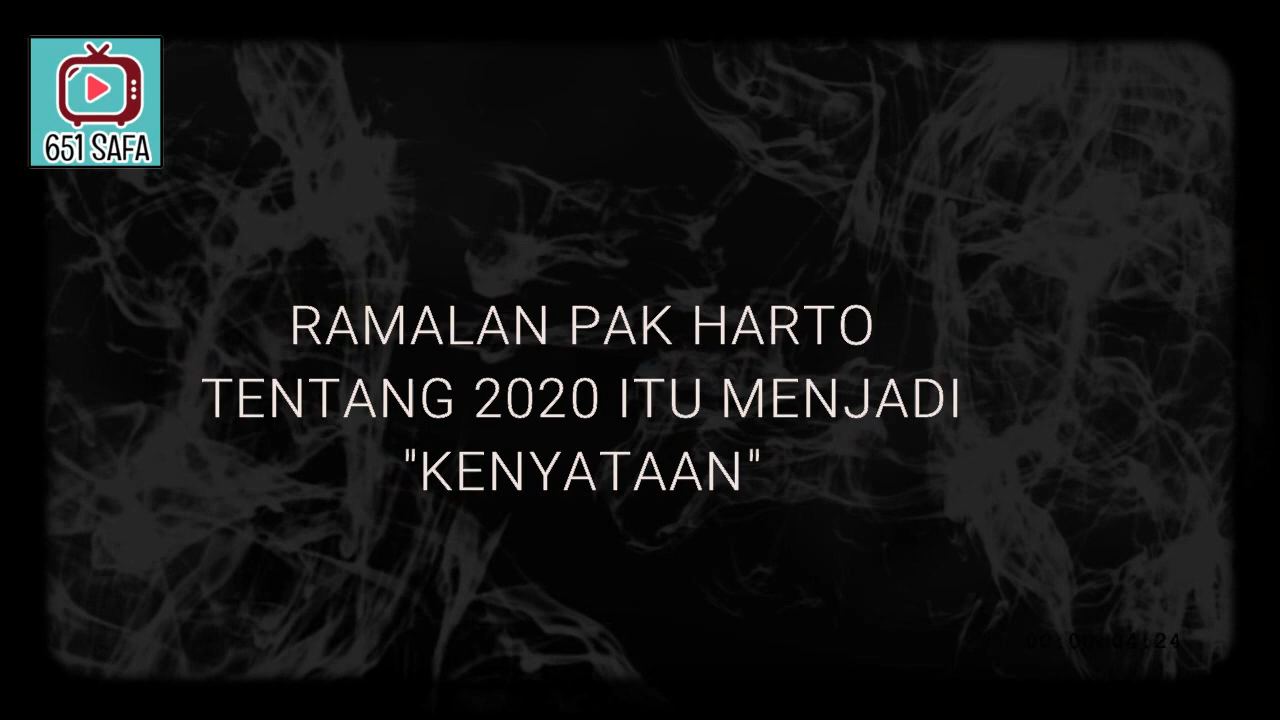 651 SAFA
RAMALAN PAK HARTO
TENTANG 2020 ITU MENJADI
"KENYATAAN"